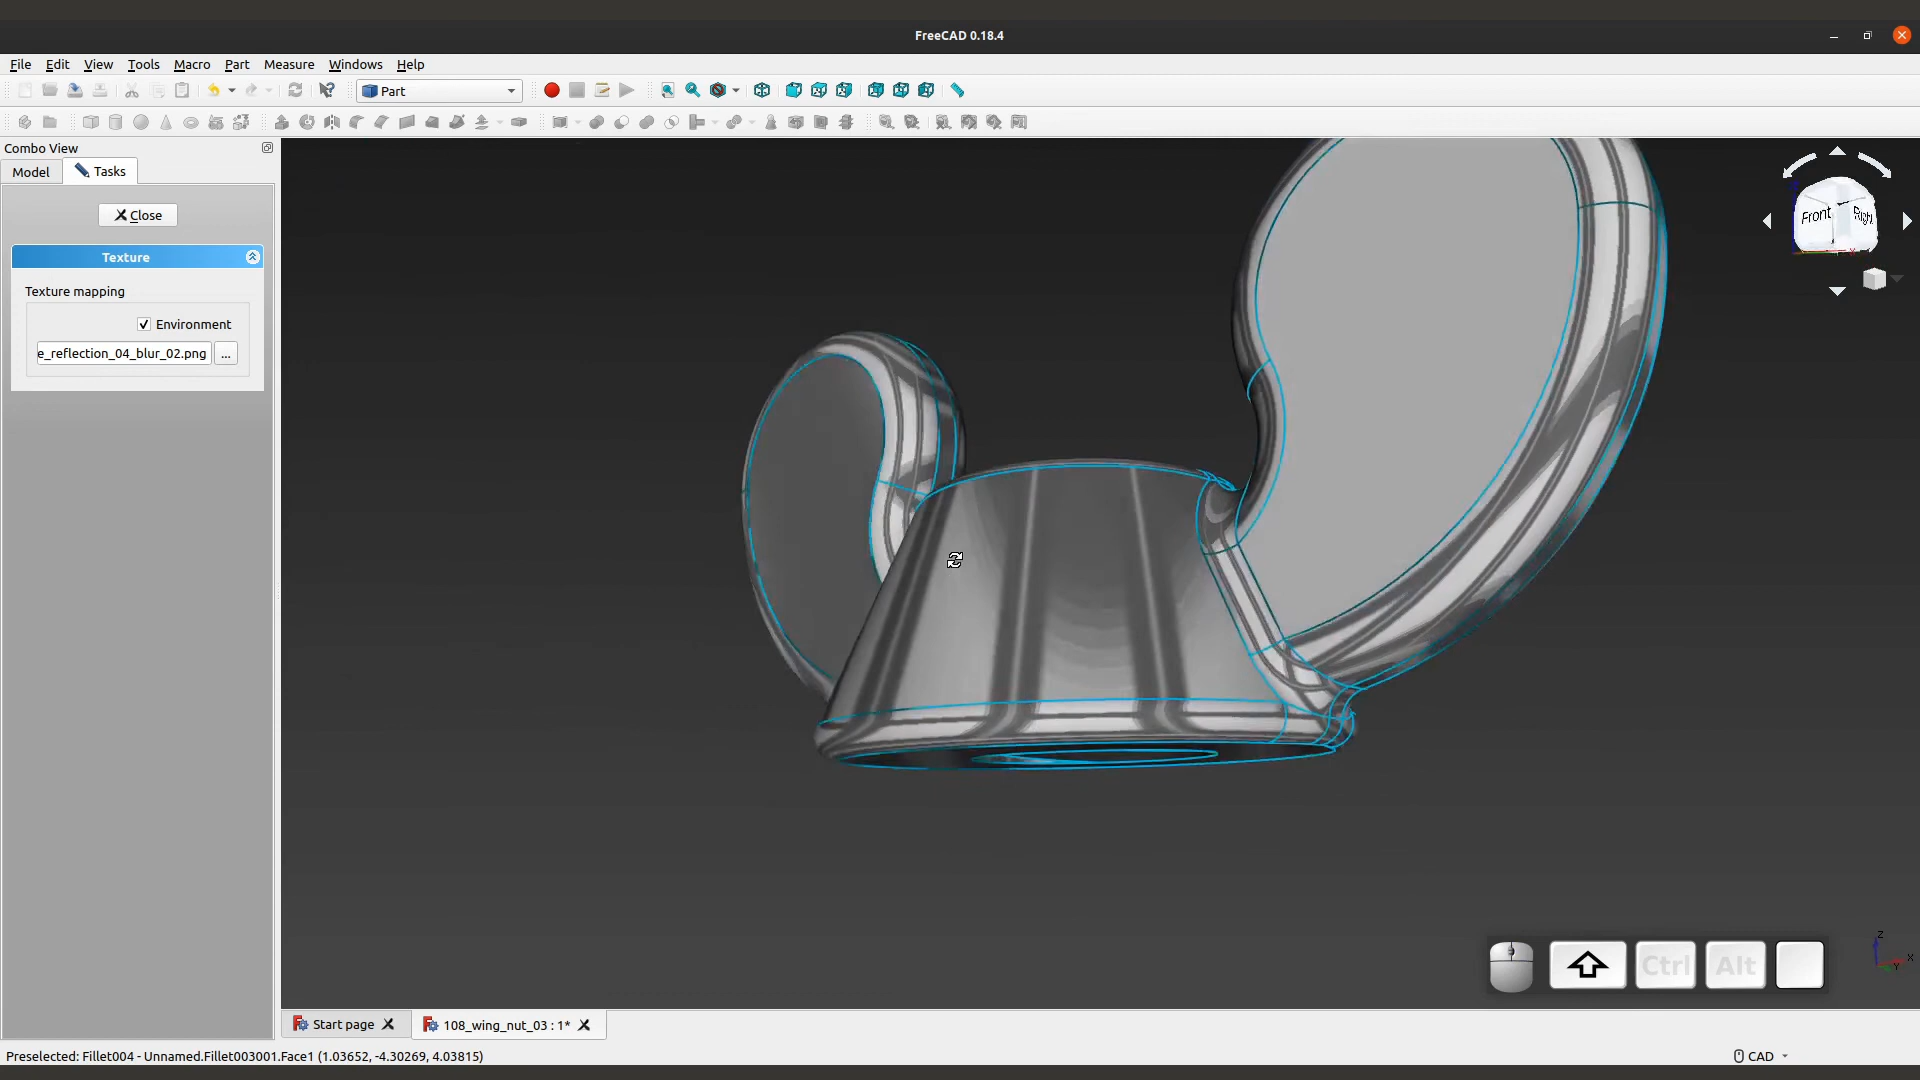 FreeCAD 0.18.4
File Edit View Tools Macro Part Measure Windows Help
Part
Combo View
Model Tasks
Close
Texture
Texture mapping
Environment
e_reflection_04_blur_02.png ...
Front Right
Z
X
Y
Ctrl Alt
Start page
108_wing_nut_03 : 1*
Preselected: Fillet004 - Unnamed.Fillet003001.Face1 (1.03652, -4.30269, 4.03815)
CAD